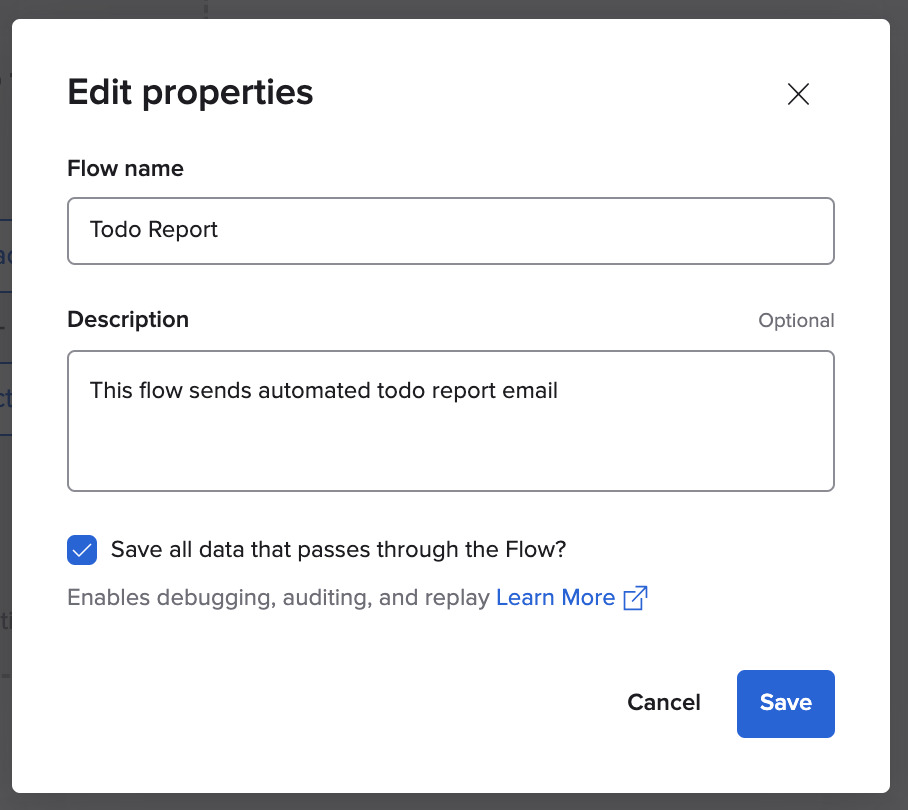 Edit properties
Flow name
Todo Report
Description
Optional
This flow sends automated todo report email
Save all data that passes through the Flow?
Enables debugging, auditing, and replay Learn More
Cancel
Save